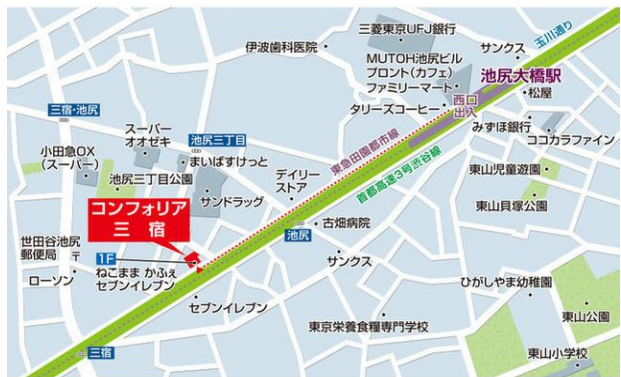 三菱東京UFJ銀行
玉川通り
伊波歯科医院
サンクス
MUTOH池尻ビル
プロント(カフェ)
ファミリーマート
池尻大橋駅
タリーズコーヒー
西口
出入
松屋
みずほ銀行
ココカラファイン
三宿・池尻
スーパー
オオゼキ
池尻三丁目
東急田園都市線
小田急OX
(スーパー)
まいばすけっと
池尻三丁目公園
サンドラッグ
デイリー
ストア
首都高速3号渋谷線
東山児童遊園
東山貝塚公園
コンフォリア
三 宿
池尻
古畑病院
世田谷池尻
郵便局
〒
1F
ねこまま かふぇ
セブンイレブン
サンクス
ローソン
セブンイレブン
ひがしやま幼稚園
東京栄養食糧専門学校
東山公園
三宿
東山小学校